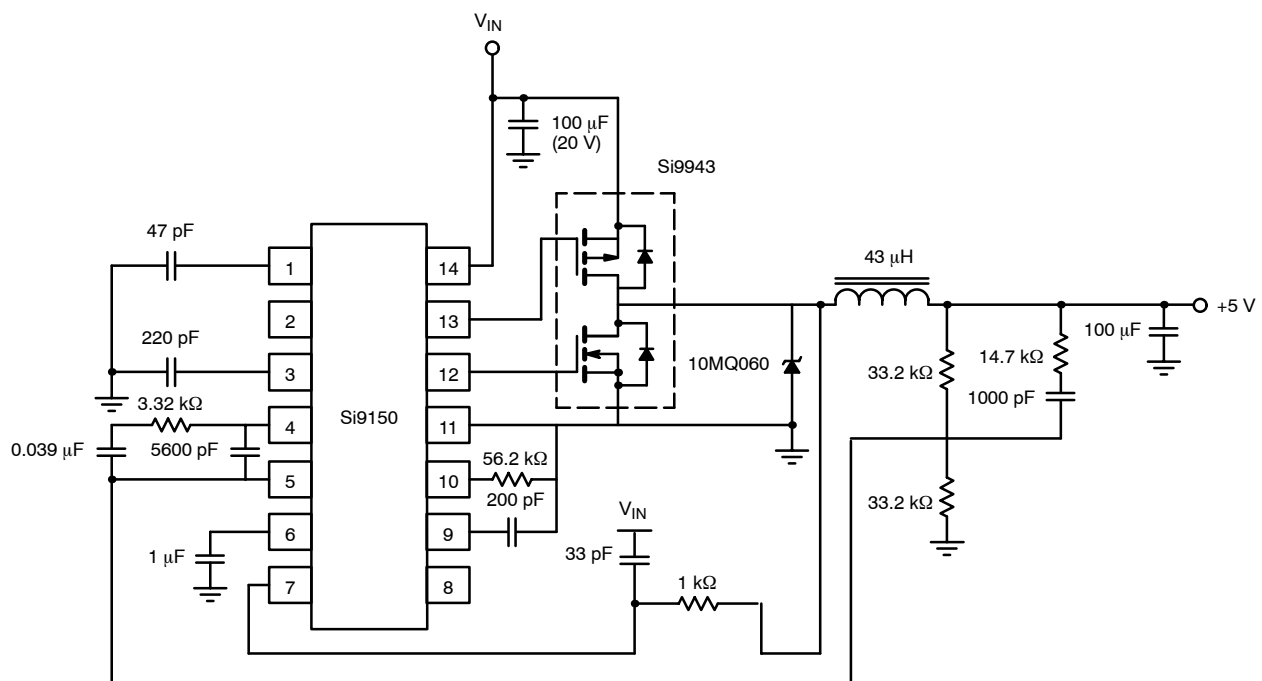 V_IN
100 μF
(20 V)
Si9943
47 pF
1
14
43 μH
2
13
+5 V
220 pF
100 μF
14.7 kΩ
3
12
10MQ060
33.2 kΩ
1000 pF
3.32 kΩ
Si9150
4
11
0.039 μF
5600 pF
56.2 kΩ
5
10
200 pF
33.2 kΩ
V_IN
6
9
1 μF
33 pF
7
8
1 kΩ